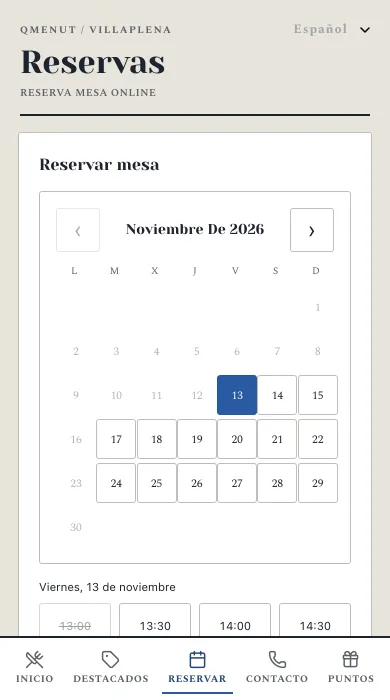 QMENUT / VILLAPLENA
Español
Reservas
RESERVA MESA ONLINE
Reservar mesa
‹ Noviembre De 2026 ›
L M X J V S D
1
2 3 4 5 6 7 8
9 10 11 12 13 14 15
16 17 18 19 20 21 22
23 24 25 26 27 28 29
30
Viernes, 13 de noviembre
13:00 13:30 14:00 14:30
INICIO DESTACADOS RESERVAR CONTACTO PUNTOS